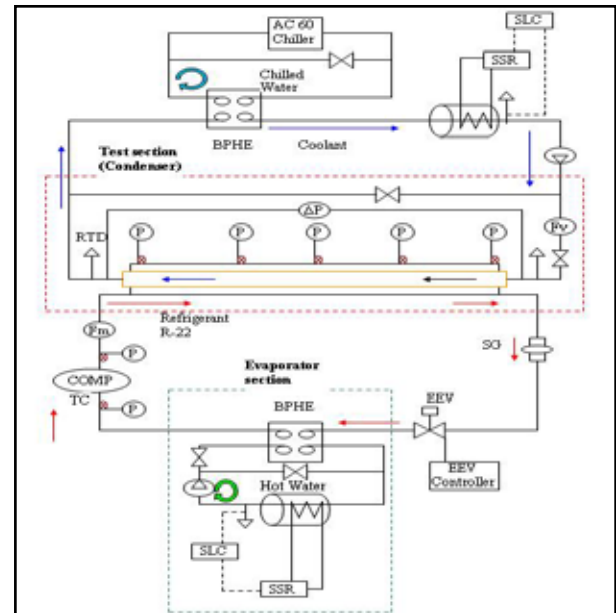 AC 60
Chiller
SLC
SSR
Chilled
Water
BPHE
Coolant
Test section
(Condenser)
ΔP
P
P
P
P
P
Fv
RTD
Refrigerant
R-22
Fm
P
SG
COMP
TC
P
Evaporator
section
BPHE
EEV
Hot Water
EEV
Controller
SLC
SSR